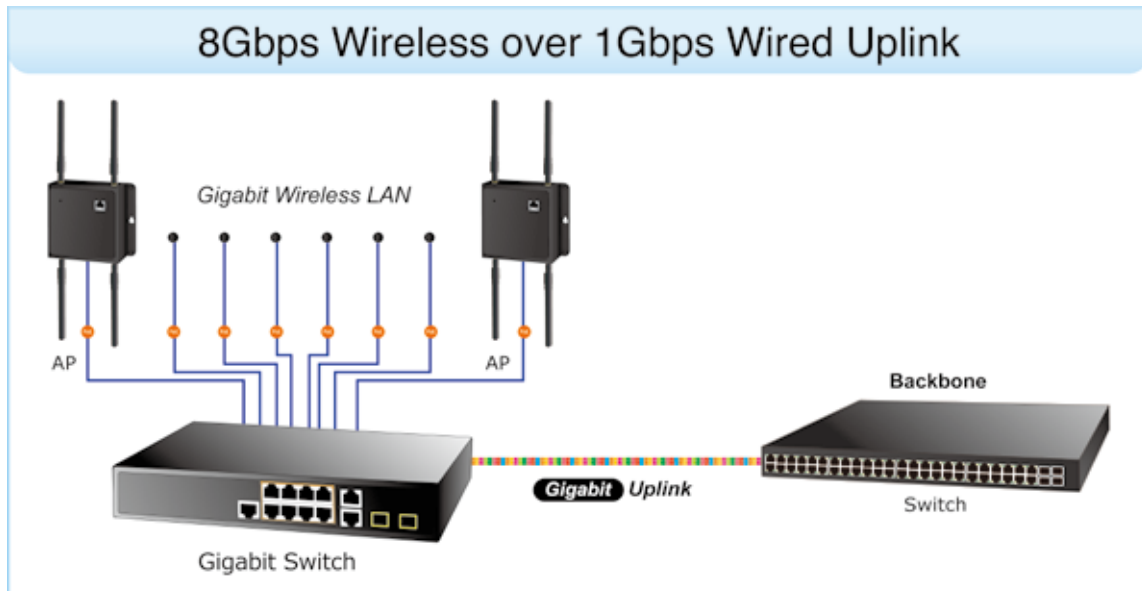 8Gbps Wireless over 1Gbps Wired Uplink
Gigabit Wireless LAN
AP
AP
Backbone
Gigabit Uplink
Switch
Gigabit Switch